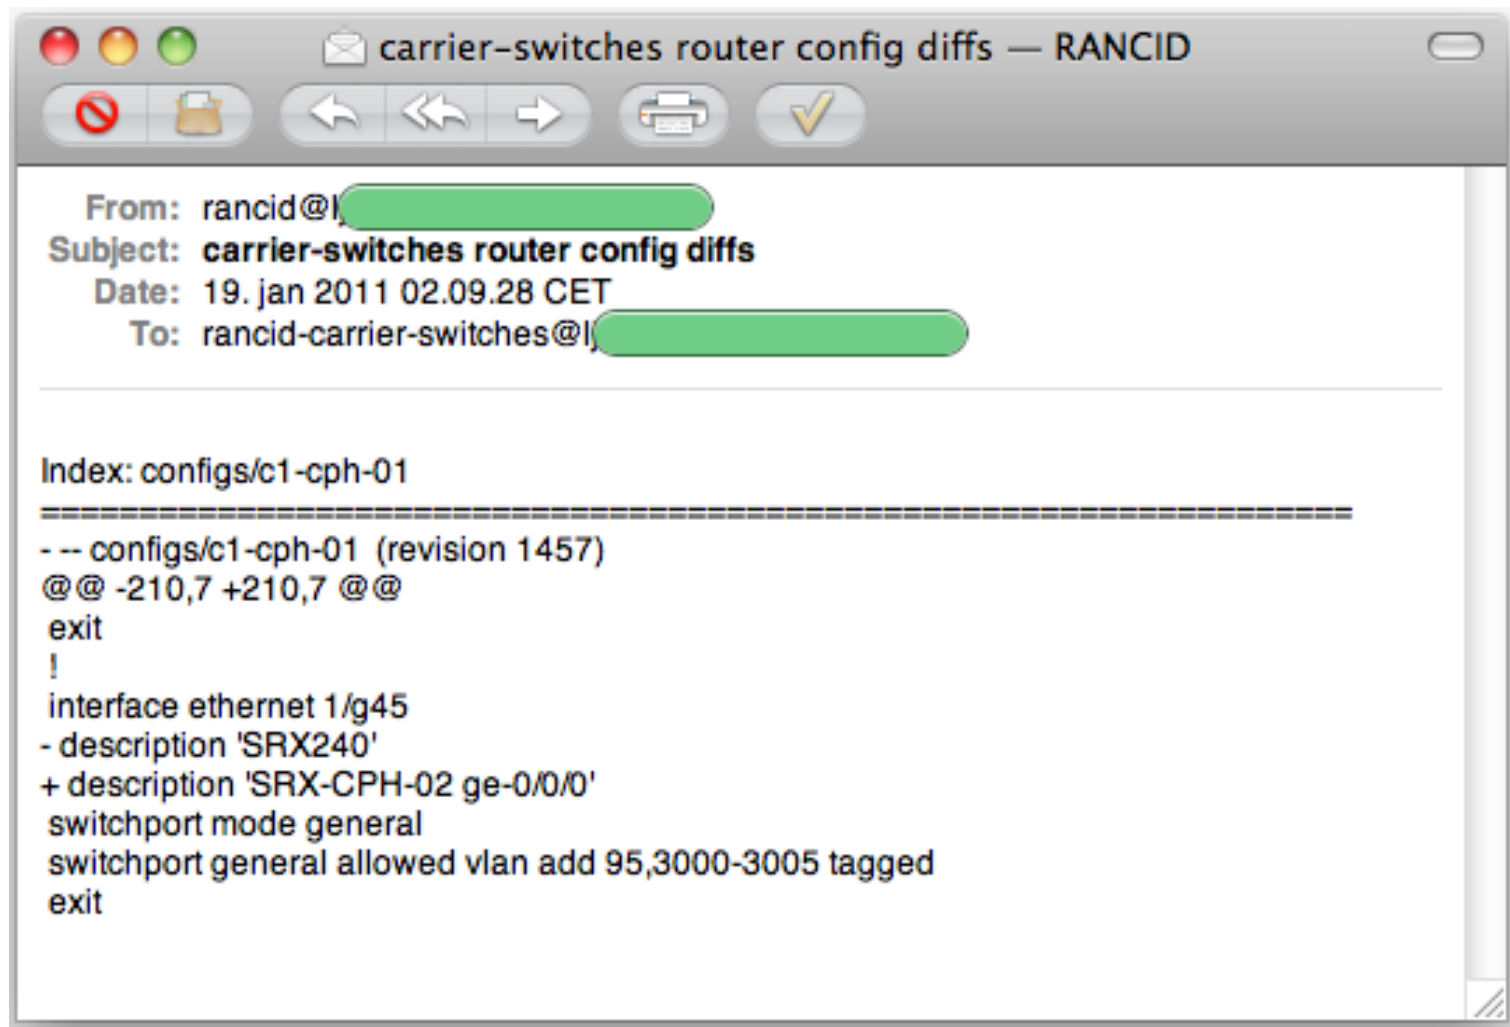 carrier-switches router config diffs — RANCID
From: rancid@
Subject: carrier-switches router config diffs
Date: 19. jan 2011 02.09.28 CET
To: rancid-carrier-switches@
Index: configs/c1-cph-01
===================================================================
- -- configs/c1-cph-01  (revision 1457)
@@ -210,7 +210,7 @@
exit
!
interface ethernet 1/g45
- description 'SRX240'
+ description 'SRX-CPH-02 ge-0/0/0'
switchport mode general
switchport general allowed vlan add 95,3000-3005 tagged
exit